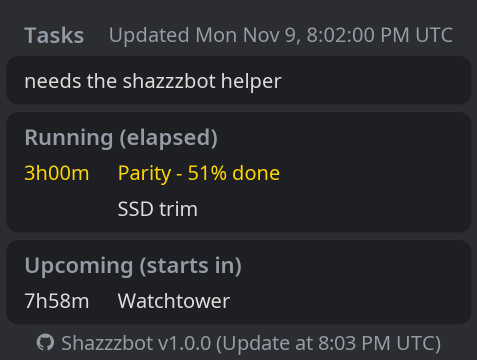 Tasks Updated Mon Nov 9, 8:02:00 PM UTC
needs the shazzzbot helper
Running (elapsed)
3h00m Parity - 51% done
SSD trim
Upcoming (starts in)
7h58m Watchtower
Shazzzbot v1.0.0 (Update at 8:03 PM UTC)